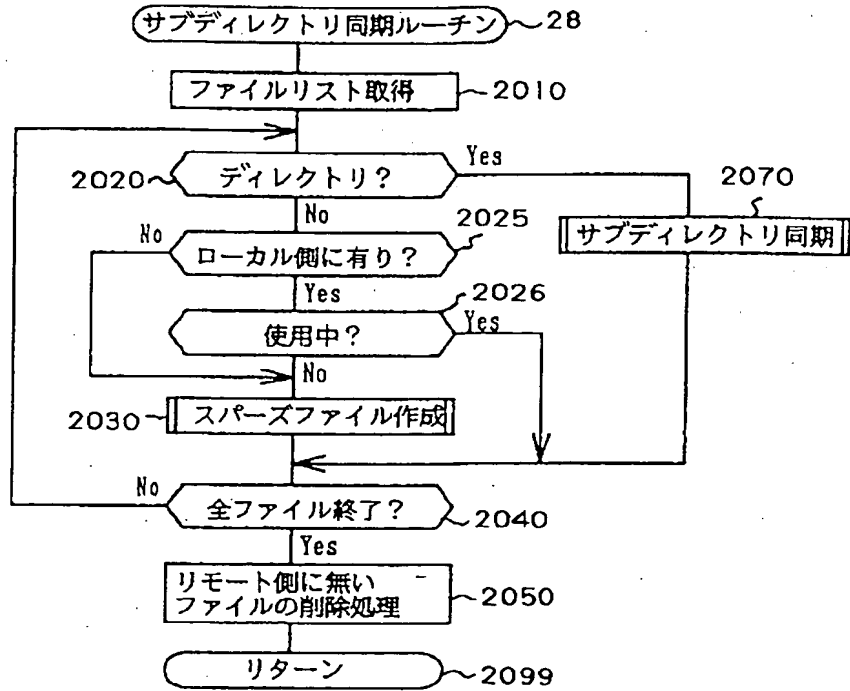 サブディレクトリ同期ルーチン
28
ファイルリスト取得
2010
ディレクトリ?
Yes
2020
No
2070
サブディレクトリ同期
2025
No
ローカル側に有り?
Yes
2026
使用中?
Yes
No
2030
スパーズファイル作成
No
全ファイル終了?
2040
Yes
リモート側に無い
ファイルの削除処理
2050
リターン
2099